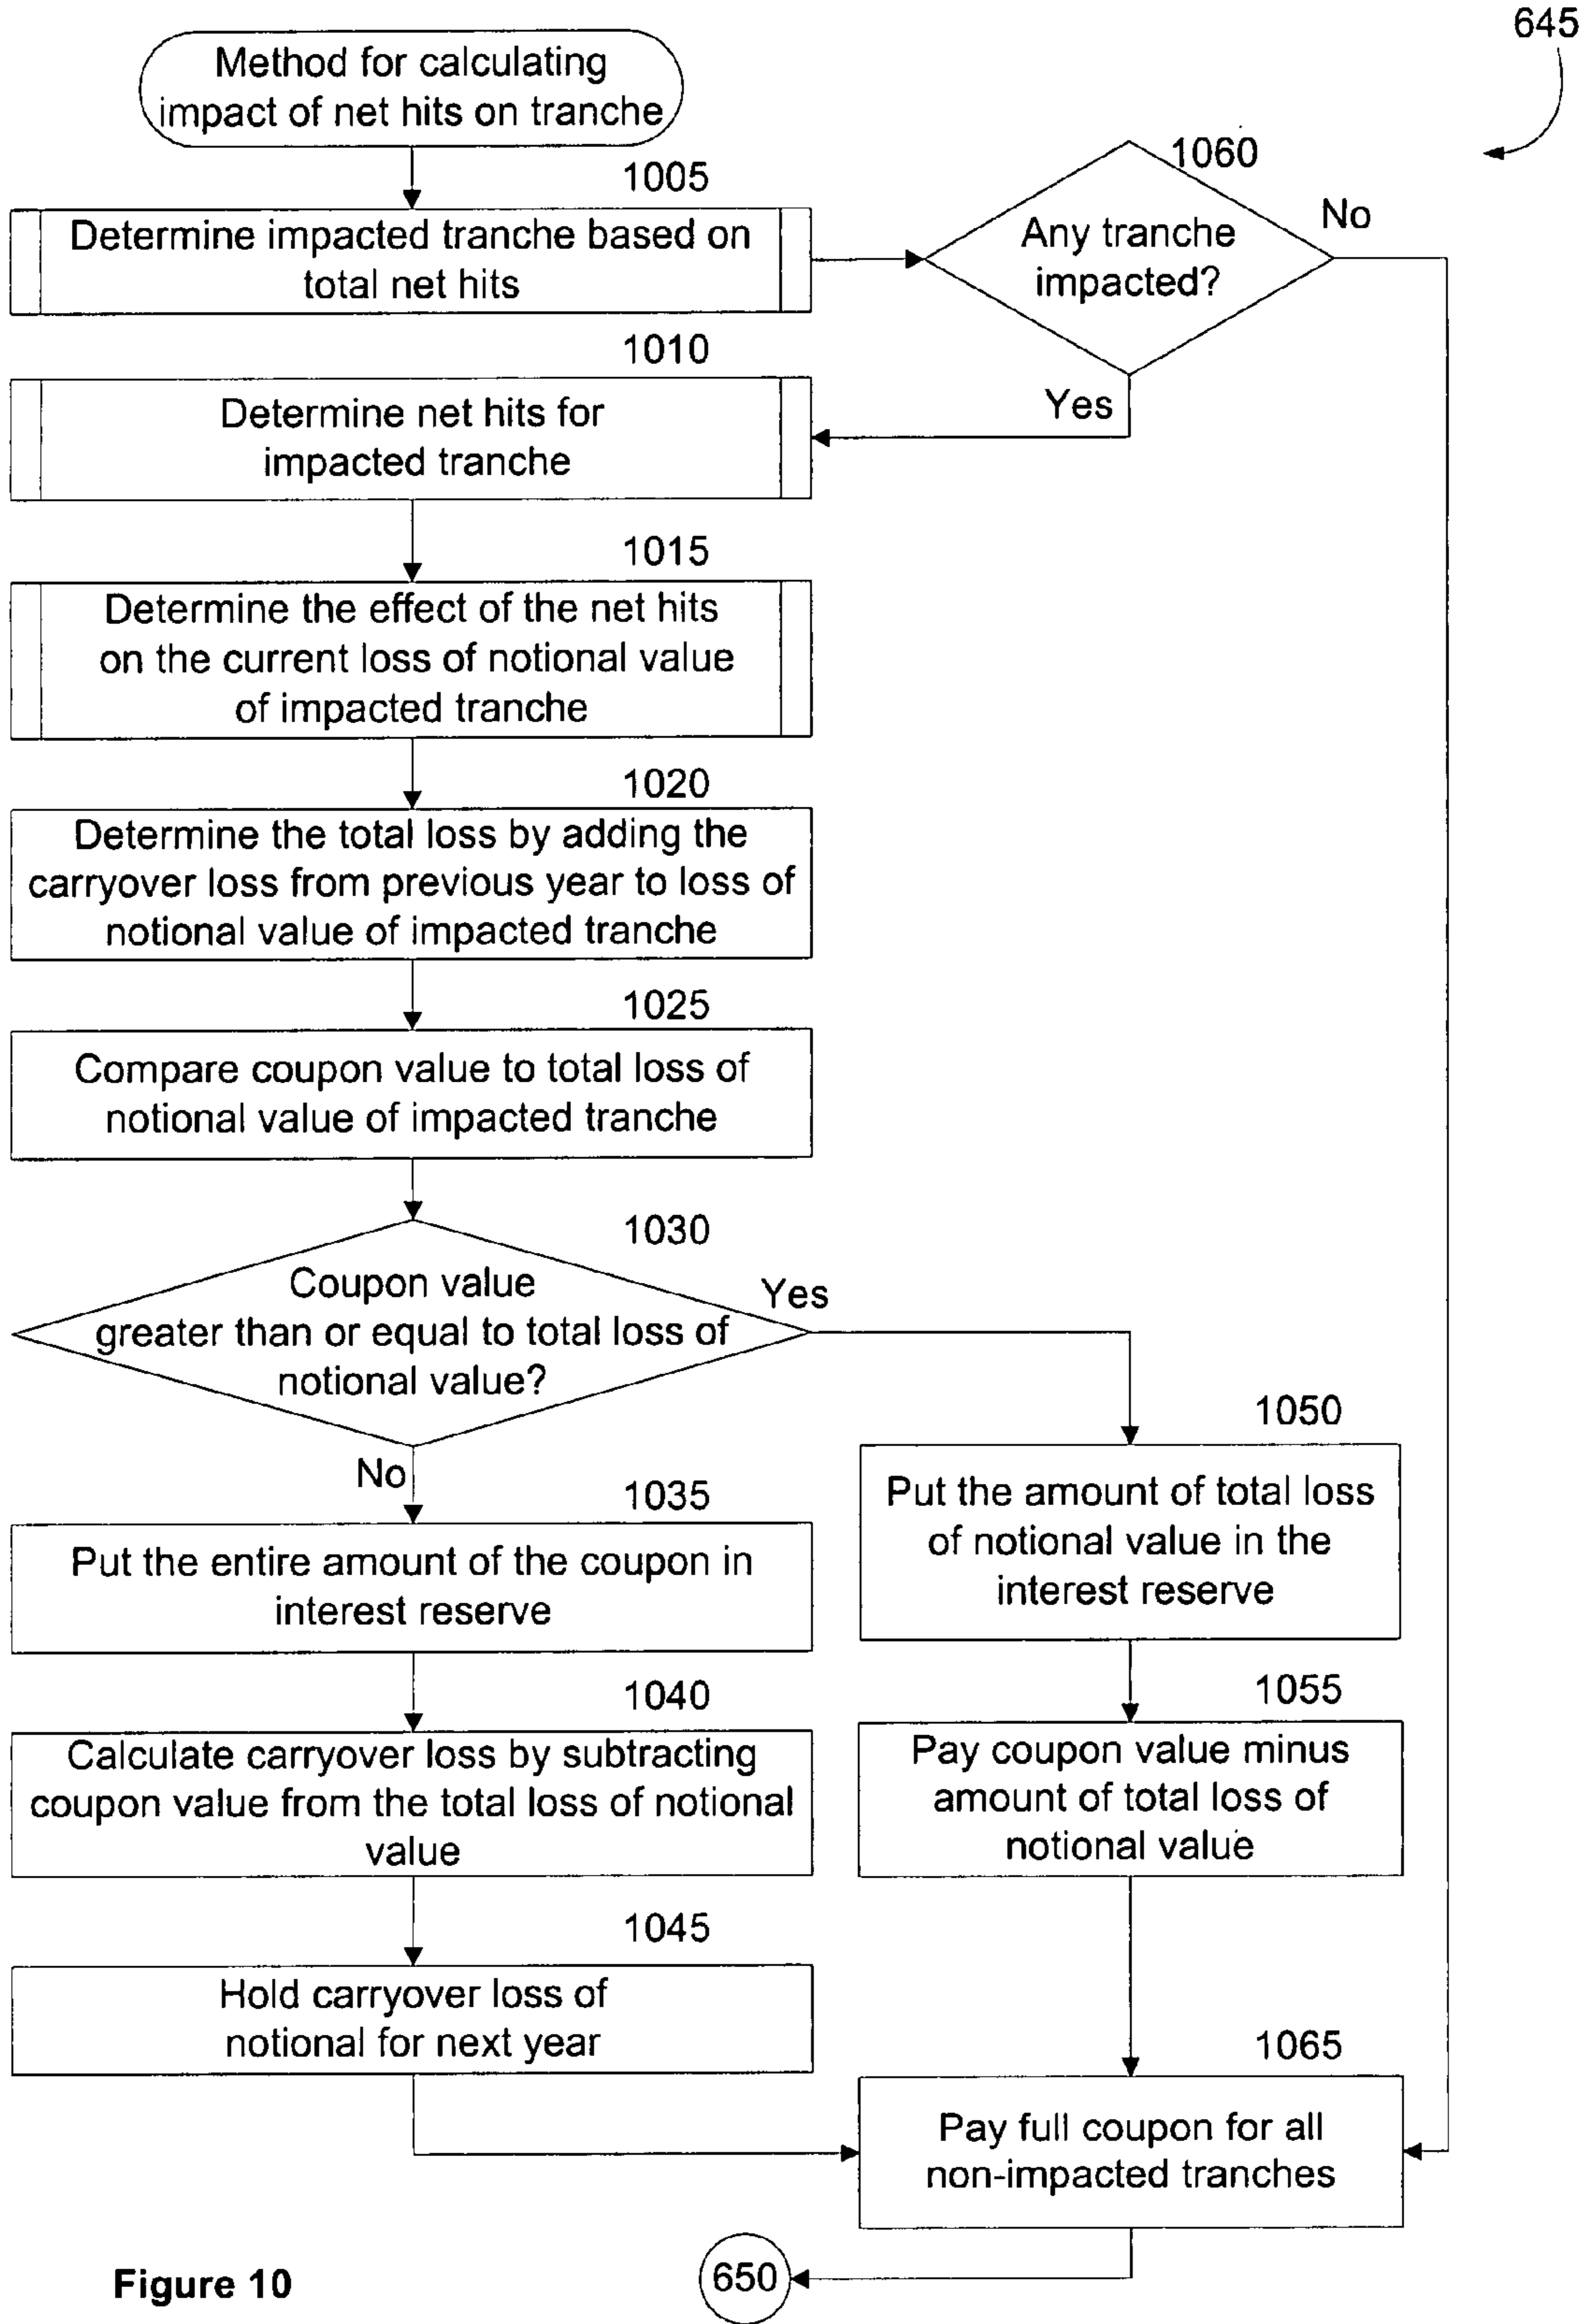 645
Method for calculating
impact of net hits on tranche
1005
Determine impacted tranche based on
total net hits
1060
Any tranche
impacted?
No
Yes
1010
Determine net hits for
impacted tranche
1015
Determine the effect of the net hits
on the current loss of notional value
of impacted tranche
1020
Determine the total loss by adding the
carryover loss from previous year to loss of
notional value of impacted tranche
1025
Compare coupon value to total loss of
notional value of impacted tranche
1030
Coupon value
greater than or equal to total loss of
notional value?
Yes
No
1035
Put the entire amount of the coupon in
interest reserve
1040
Calculate carryover loss by subtracting
coupon value from the total loss of notional
value
1045
Hold carryover loss of
notional for next year
1050
Put the amount of total loss
of notional value in the
interest reserve
1055
Pay coupon value minus
amount of total loss of
notional value
1065
Pay full coupon for all
non-impacted tranches
650
Figure 10